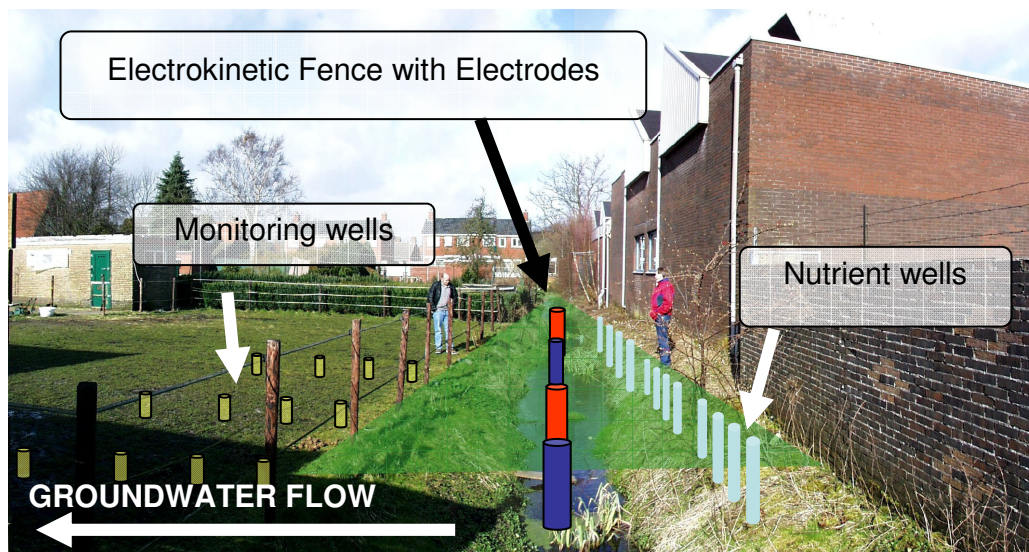 Electrokinetic Fence with Electrodes
Monitoring wells
Nutrient wells
GROUNDWATER FLOW